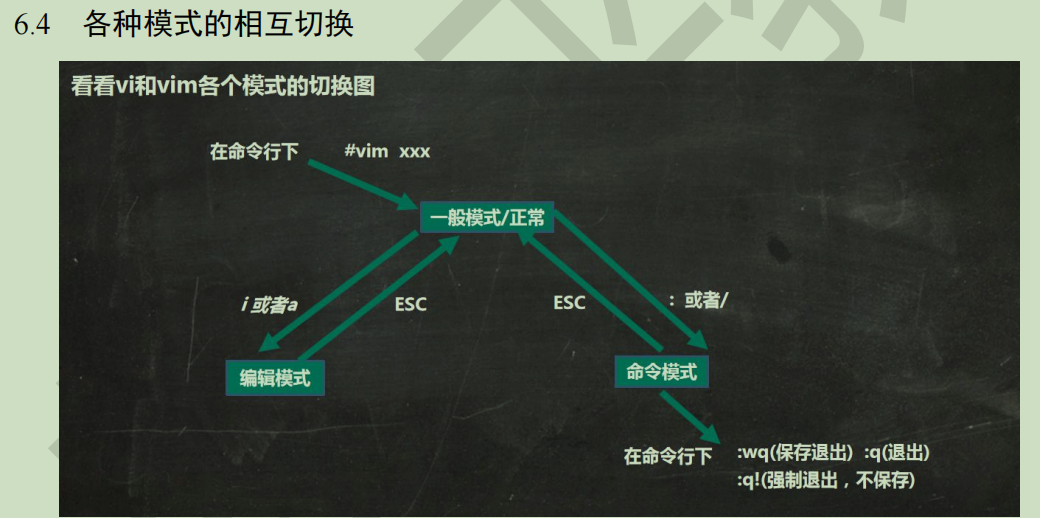 6.4 各种模式的相互切换
看看vi和vim各个模式的切换图
在命令行下 #vim xxx
一般模式/正常
i 或者a ESC ESC : 或者/
编辑模式 命令模式
在命令行下 :wq(保存退出) :q(退出)
:q!(强制退出，不保存)